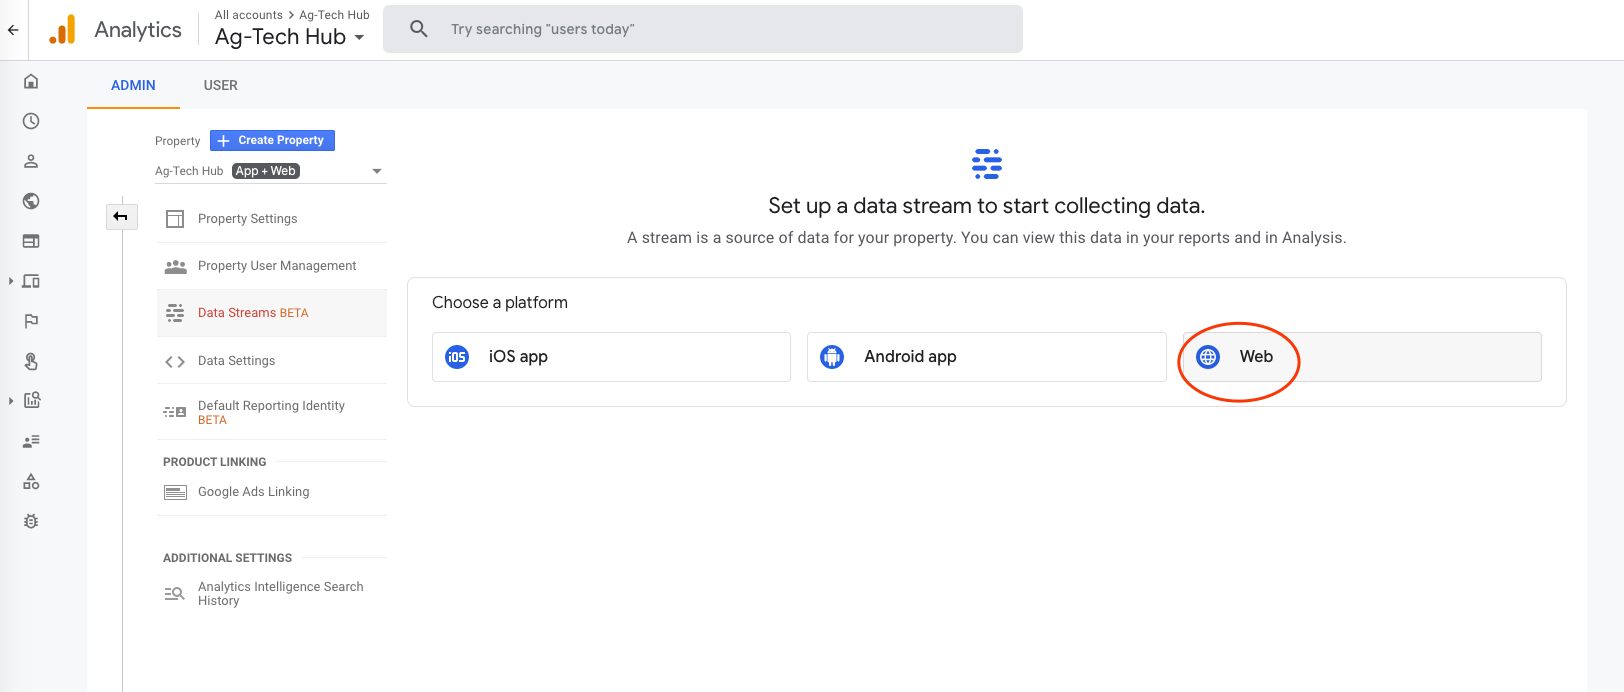 All accounts > Ag-Tech Hub
Analytics
Ag-Tech Hub
Try searching "users today"
ADMIN
USER
Property
Create Property
Ag-Tech Hub
App + Web
Property Settings
Property User Management
Data Streams BETA
Data Settings
Default Reporting Identity
BETA
PRODUCT LINKING
Google Ads Linking
ADDITIONAL SETTINGS
Analytics Intelligence Search
History
Set up a data stream to start collecting data.
A stream is a source of data for your property. You can view this data in your reports and in Analysis.
Choose a platform
iOS
iOS app
Android app
Web